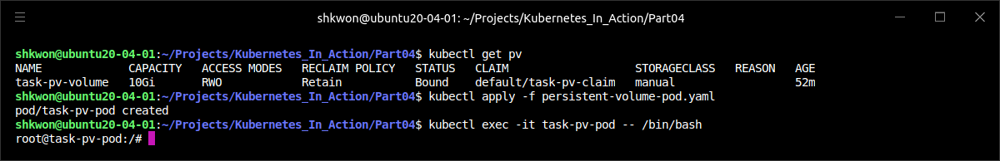 shkwon@ubuntu20-04-01: ~/Projects/Kubernetes_In_Action/Part04
shkwon@ubuntu20-04-01:~/Projects/Kubernetes_In_Action/Part04$ kubectl get pv
NAME CAPACITY ACCESS MODES RECLAIM POLICY STATUS CLAIM STORAGECLASS REASON AGE
task-pv-volume 10Gi RWO Retain Bound default/task-pv-claim manual 52m
shkwon@ubuntu20-04-01:~/Projects/Kubernetes_In_Action/Part04$ kubectl apply -f persistent-volume-pod.yaml
pod/task-pv-pod created
shkwon@ubuntu20-04-01:~/Projects/Kubernetes_In_Action/Part04$ kubectl exec -it task-pv-pod -- /bin/bash
root@task-pv-pod:/#